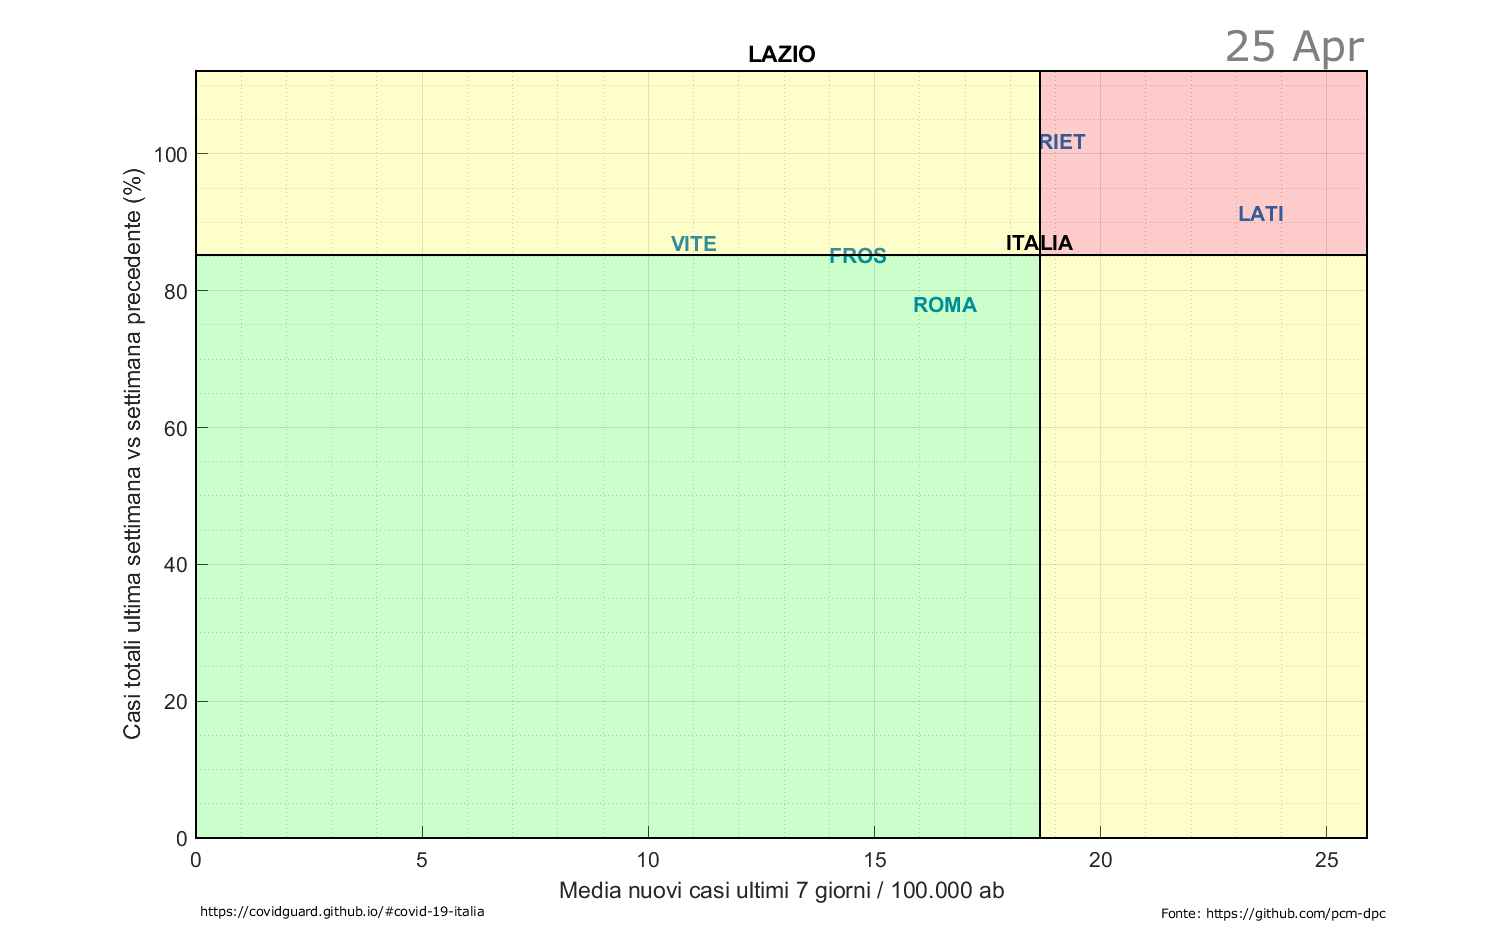 25 Apr
LAZIO
Casi totali ultima settimana vs settimana precedente (%)
100
80
60
40
20
0
RIET
LATI
ITALIA
VITE
FROS
ROMA
0 5 10 15 20 25
Media nuovi casi ultimi 7 giorni / 100.000 ab
https://covidguard.github.io/#covid-19-italia
Fonte: https://github.com/pcm-dpc